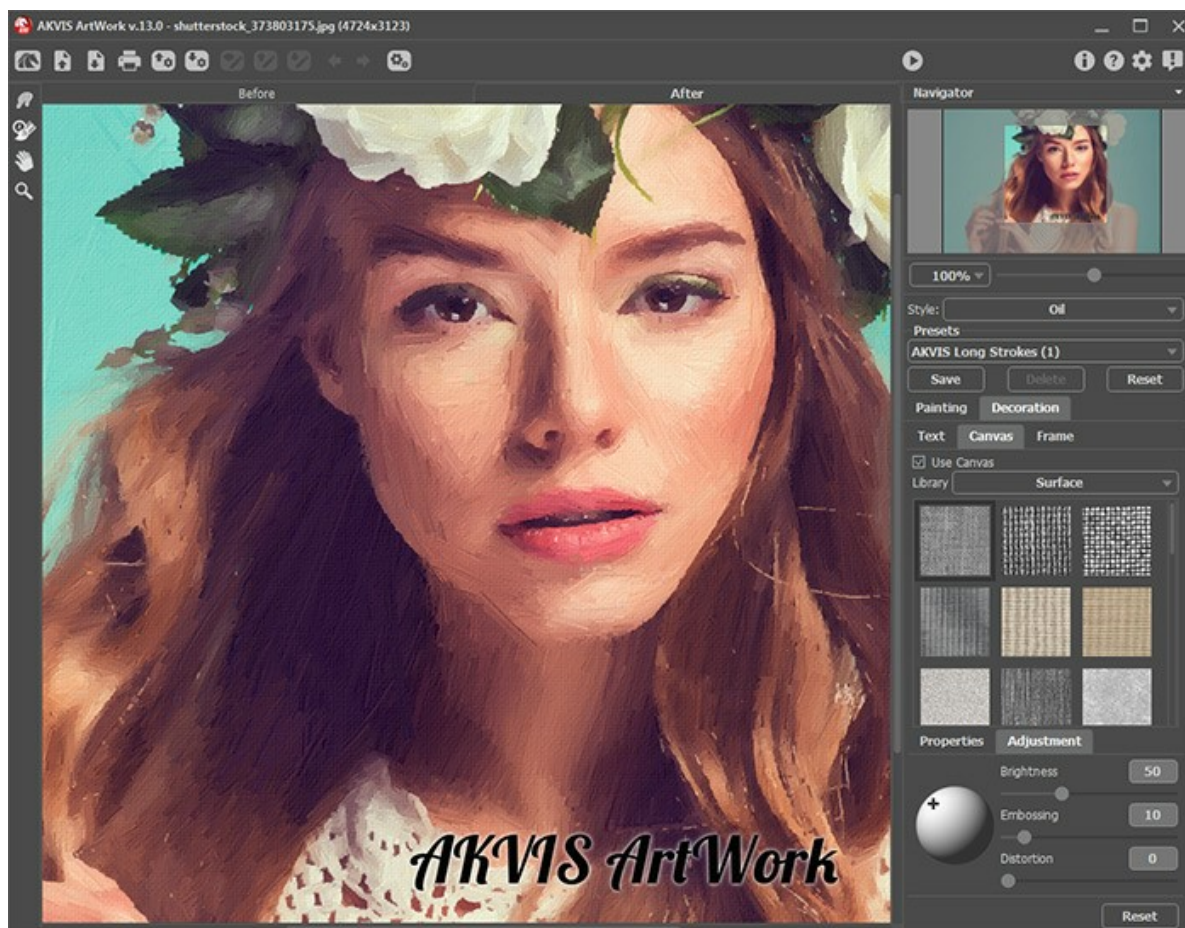 AKVIS ArtWork v.13.0 - shutterstock_373803175.jpg (4724x3123)
Before
After
Navigator
100%
Style:
Oil
Presets
AKVIS Long Strokes (1)
Save
Delete
Reset
Painting
Decoration
Text
Canvas
Frame
Use Canvas
Library
Surface
Properties
Adjustment
Brightness
50
Embossing
10
Distortion
0
Reset
AKVIS ArtWork